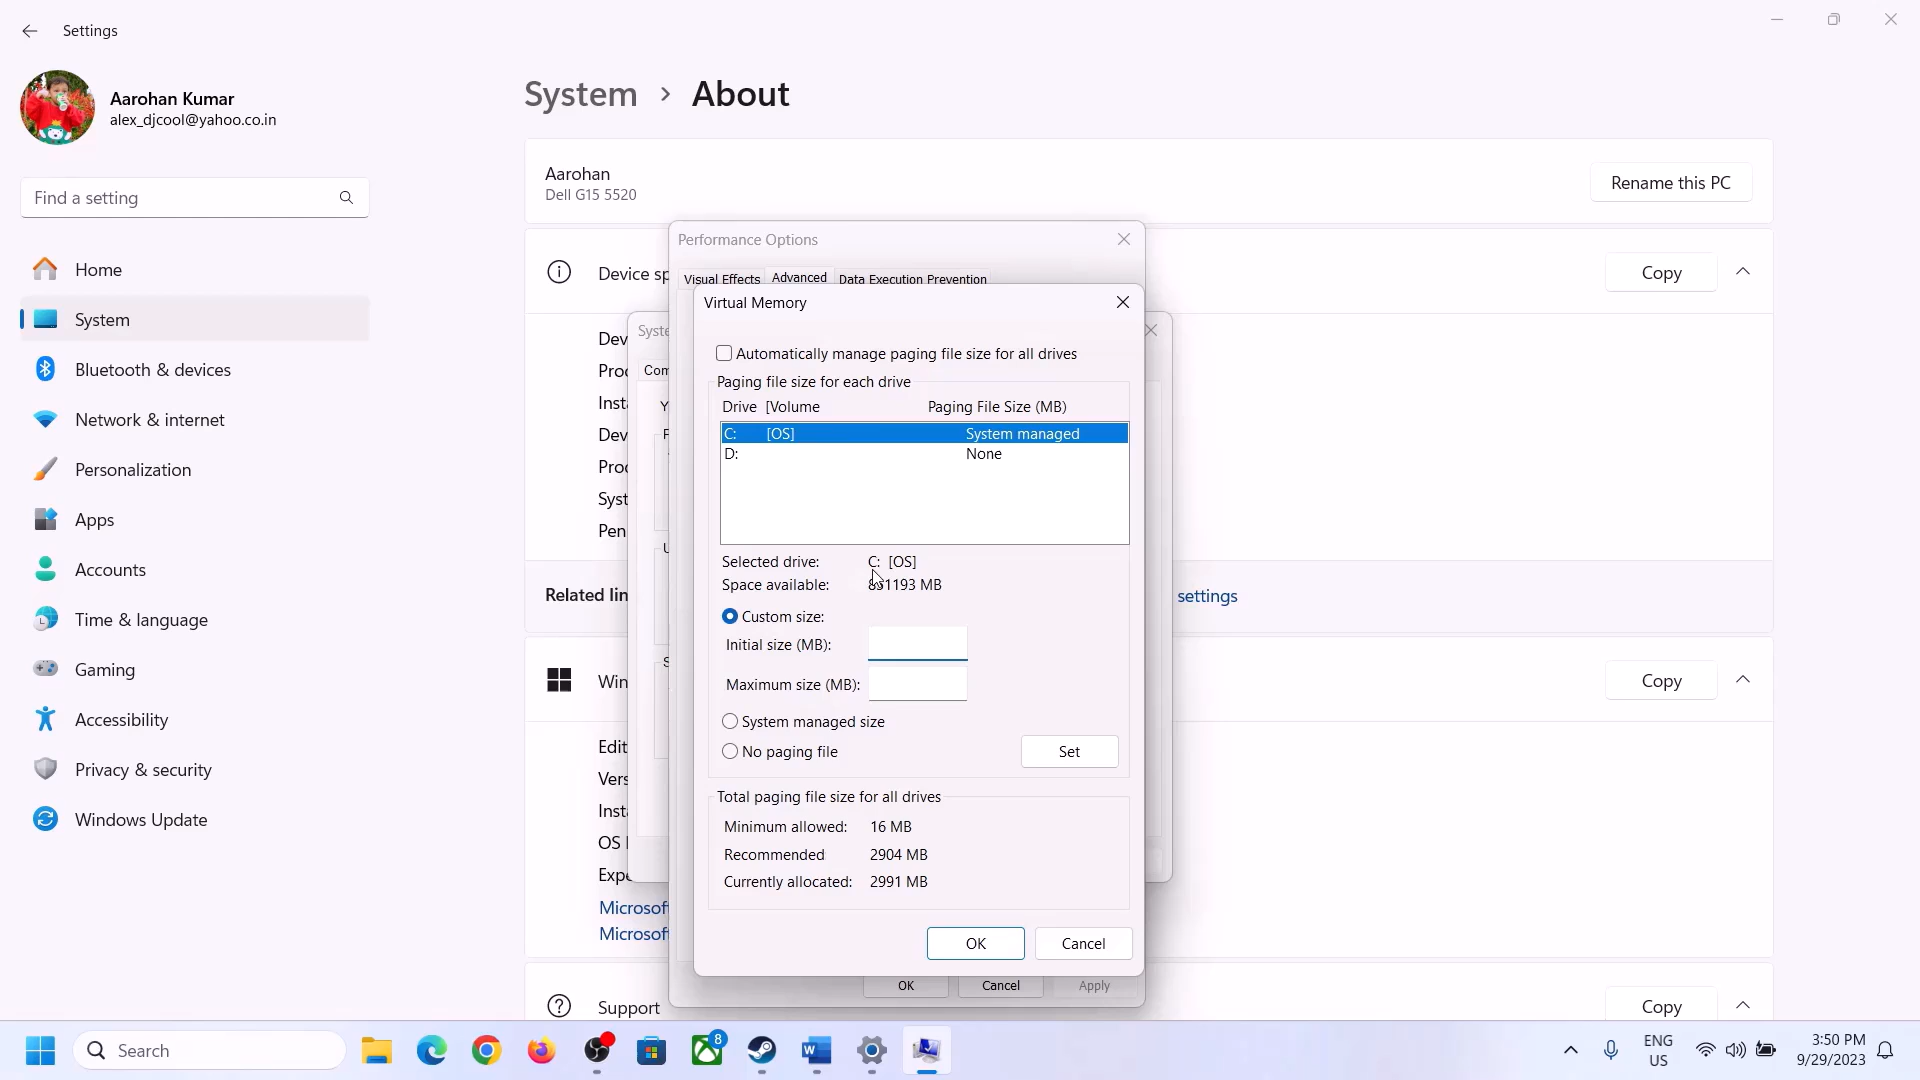 Settings
Aarohan Kumar
alex_djcool@yahoo.co.in
Find a setting
Home
System
Bluetooth & devices
Network & internet
Personalization
Apps
Accounts
Time & language
Gaming
Accessibility
Privacy & security
Windows Update
System > About
Aarohan
Dell G15 5520
Rename this PC
Device sp
Copy
Related lin
settings
Win
Copy
Edit
Vers
Inst
OS
Expe
Microsof
Microsof
Support
Copy
Performance Options
Visual Effects
Advanced
Data Execution Prevention
Syste
Com
Virtual Memory
Automatically manage paging file size for all drives
Paging file size for each drive
Drive [Volume
Paging File Size (MB)
C: [OS] System managed
D: None
Selected drive: C: [OS]
Space available: 1193 MB
Custom size:
Initial size (MB):
Maximum size (MB):
System managed size
No paging file
Set
Total paging file size for all drives
Minimum allowed: 16 MB
Recommended 2904 MB
Currently allocated: 2991 MB
OK
Cancel
OK
Cancel
Apply
Search
8
ENG
US
3:50 PM
9/29/2023